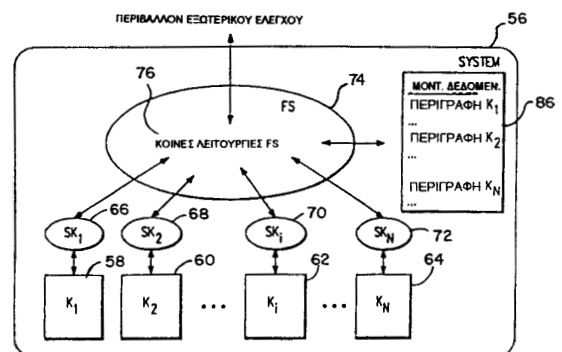 ΠΕΡΙΒΑΛΛΟΝ ΕΞΩΤΕΡΙΚΟΥ ΕΛΕΓΧΟΥ
56
SYSTEM
76
74
FS
ΚΟΙΝΕΣ ΛΕΙΤΟΥΡΓΙΕΣ FS
ΜΟΝΤ. ΔΕΔΟΜΕΝ.
ΠΕΡΙΓΡΑΦΗ K1
...
ΠΕΡΙΓΡΑΦΗ K2
...
ΠΕΡΙΓΡΑΦΗ KN
...
86
SK1
66
SK2
68
SKi
70
SKN
72
K1
58
K2
60
...
Ki
62
...
KN
64